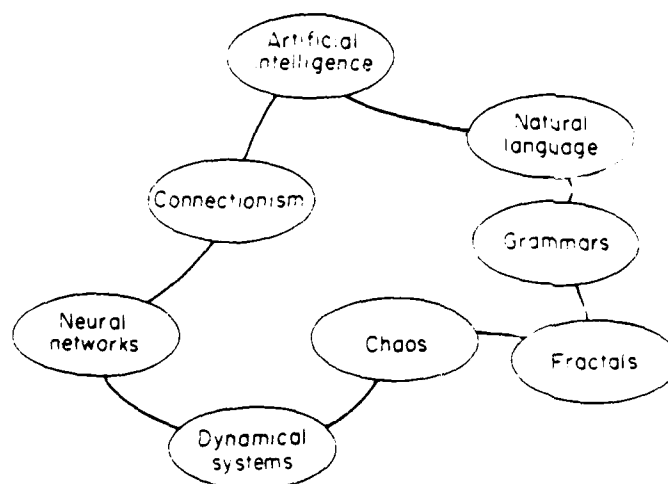 Artificial
intelligence
Natural
language
Connectionism
Grammars
Neural
networks
Chaos
Fractals
Dynamical
systems